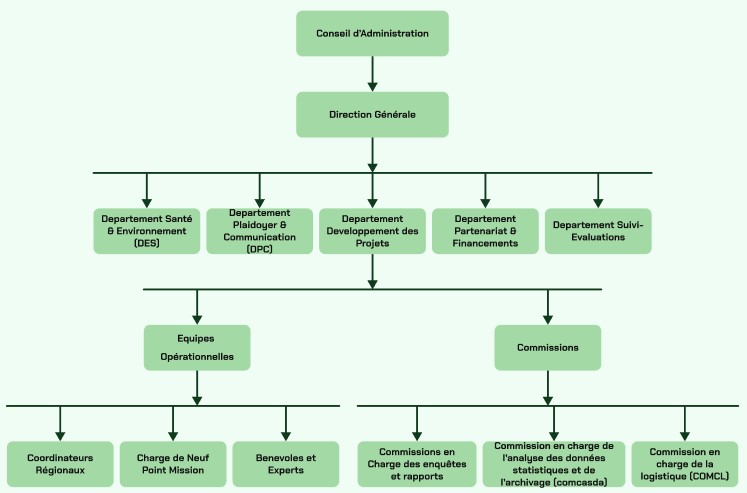 Conseil d'Administration
Direction Générale
Departement Santé
& Environnement
(DES)
Departement
Plaidoyer &
Communication
(DPC)
Departement
Developpement des
Projets
Departement
Partenariat &
Financements
Departement Suivi-
Evaluations
Equipes
Opérationnelles
Commissions
Coordinateurs
Régionaux
Charge de Neuf
Point Mission
Benevoles et
Experts
Commissions en
Charge des enquêtes
et rapports
Commission en charge de
l'analyse des données
statistiques et de
l'archivage (comcasda)
Commission en
charge de la
logistique (COMCL)